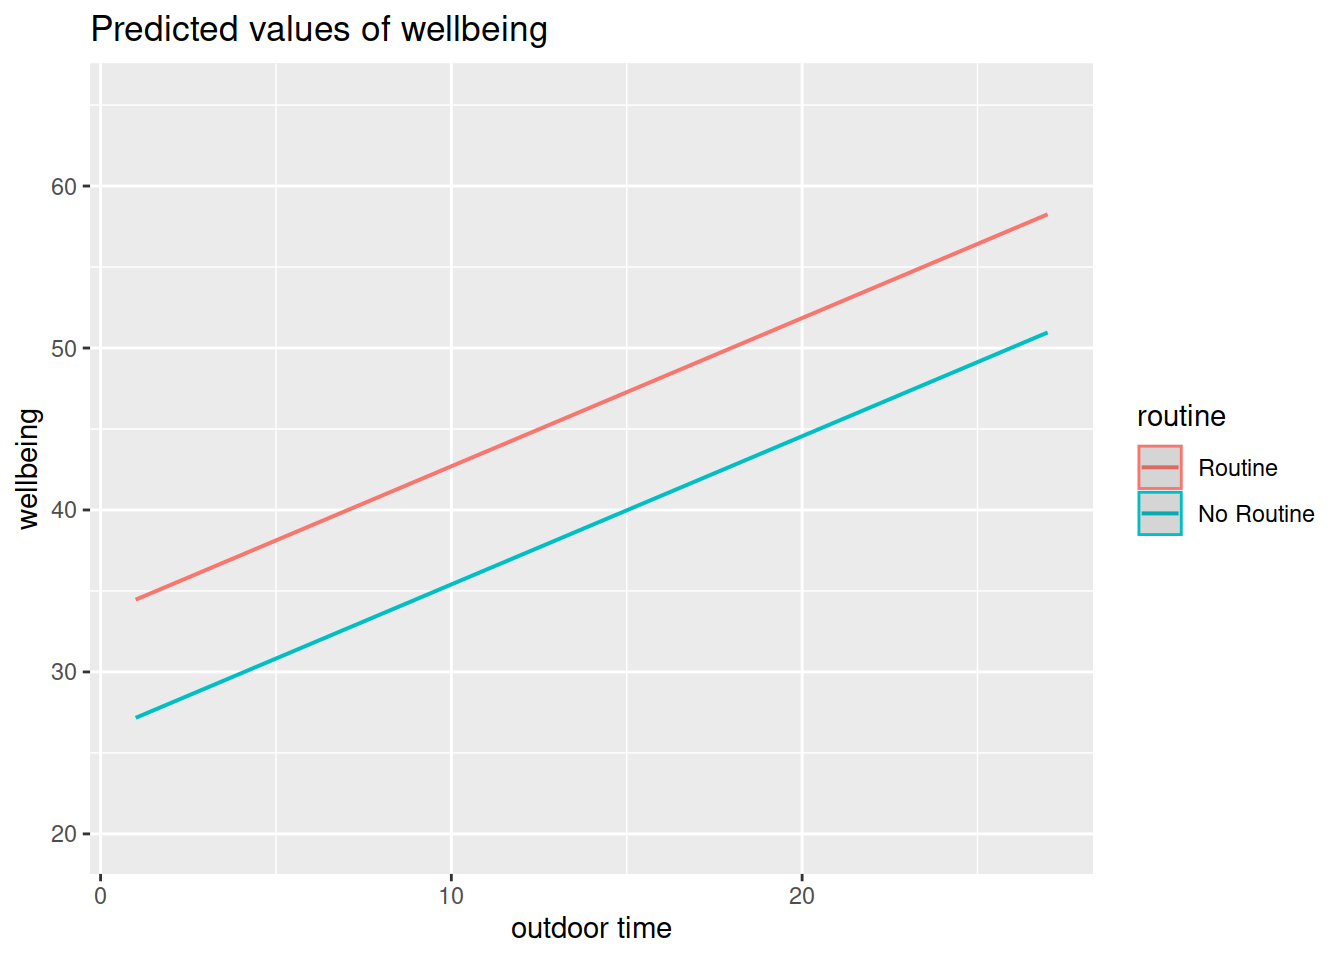 Predicted values of wellbeing
60
50
40
30
20
wellbeing
0 10 20
outdoor time
routine
Routine
No Routine